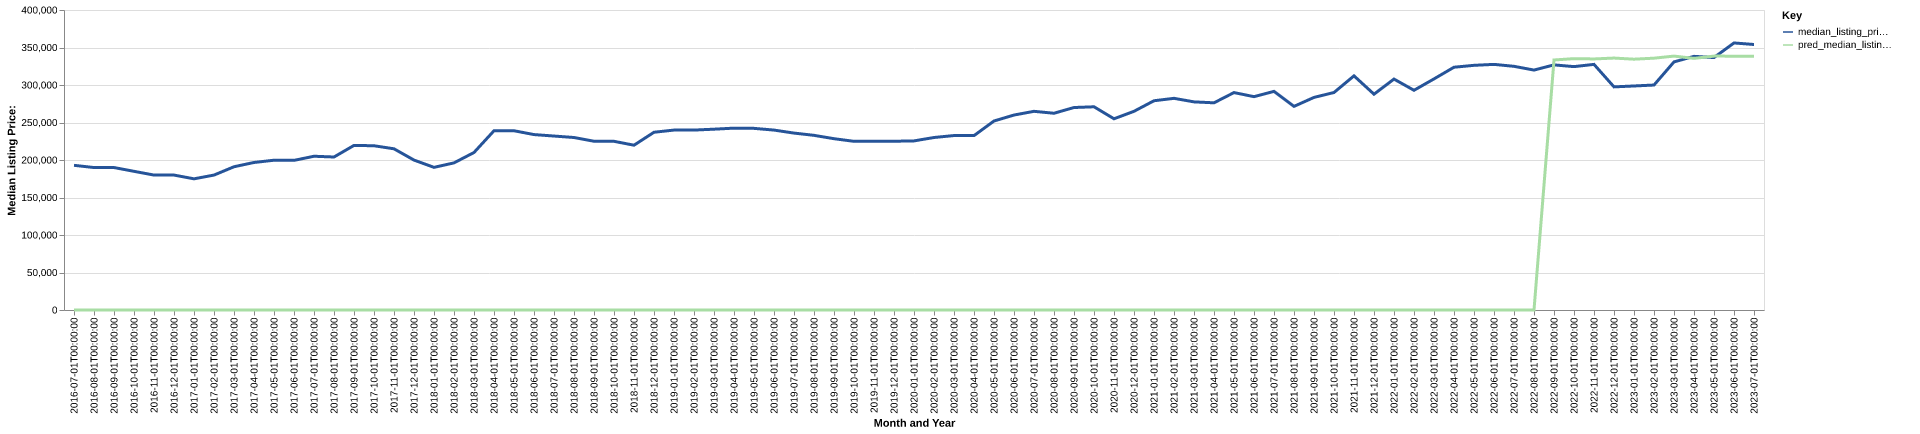 400,000
350,000
300,000
250,000
200,000
150,000
100,000
50,000
0
Median Listing Price:
2016-07-01T00:00:00
2016-08-01T00:00:00
2016-09-01T00:00:00
2016-10-01T00:00:00
2016-11-01T00:00:00
2016-12-01T00:00:00
2017-01-01T00:00:00
2017-02-01T00:00:00
2017-03-01T00:00:00
2017-04-01T00:00:00
2017-05-01T00:00:00
2017-06-01T00:00:00
2017-07-01T00:00:00
2017-08-01T00:00:00
2017-09-01T00:00:00
2017-10-01T00:00:00
2017-11-01T00:00:00
2017-12-01T00:00:00
2018-01-01T00:00:00
2018-02-01T00:00:00
2018-03-01T00:00:00
2018-04-01T00:00:00
2018-05-01T00:00:00
2018-06-01T00:00:00
2018-07-01T00:00:00
2018-08-01T00:00:00
2018-09-01T00:00:00
2018-10-01T00:00:00
2018-11-01T00:00:00
2018-12-01T00:00:00
2019-01-01T00:00:00
2019-02-01T00:00:00
2019-03-01T00:00:00
2019-04-01T00:00:00
2019-05-01T00:00:00
2019-06-01T00:00:00
2019-07-01T00:00:00
2019-08-01T00:00:00
2019-09-01T00:00:00
2019-10-01T00:00:00
2019-11-01T00:00:00
2019-12-01T00:00:00
2020-01-01T00:00:00
2020-02-01T00:00:00
2020-03-01T00:00:00
2020-04-01T00:00:00
2020-05-01T00:00:00
2020-06-01T00:00:00
2020-07-01T00:00:00
2020-08-01T00:00:00
2020-09-01T00:00:00
2020-10-01T00:00:00
2020-11-01T00:00:00
2020-12-01T00:00:00
2021-01-01T00:00:00
2021-02-01T00:00:00
2021-03-01T00:00:00
2021-04-01T00:00:00
2021-05-01T00:00:00
2021-06-01T00:00:00
2021-07-01T00:00:00
2021-08-01T00:00:00
2021-09-01T00:00:00
2021-10-01T00:00:00
2021-11-01T00:00:00
2021-12-01T00:00:00
2022-01-01T00:00:00
2022-02-01T00:00:00
2022-03-01T00:00:00
2022-04-01T00:00:00
2022-05-01T00:00:00
2022-06-01T00:00:00
2022-07-01T00:00:00
2022-08-01T00:00:00
2022-09-01T00:00:00
2022-10-01T00:00:00
2022-11-01T00:00:00
2022-12-01T00:00:00
2023-01-01T00:00:00
2023-02-01T00:00:00
2023-03-01T00:00:00
2023-04-01T00:00:00
2023-05-01T00:00:00
2023-06-01T00:00:00
2023-07-01T00:00:00
Month and Year
Key
median_listing_pri…
pred_median_listin…